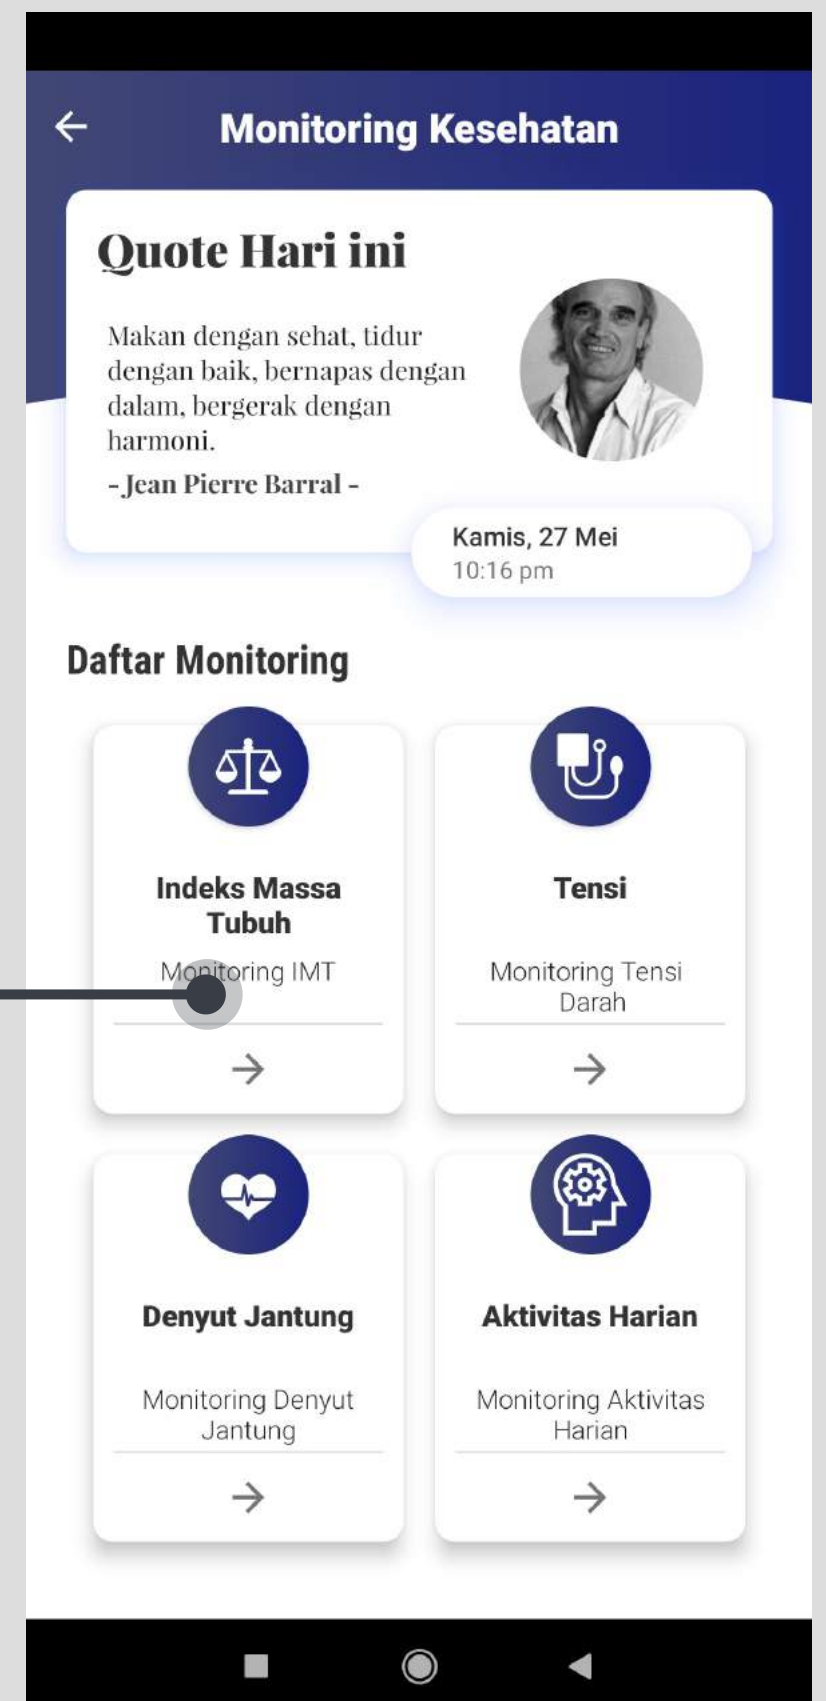 Monitoring Kesehatan
Quote Hari ini
Makan dengan sehat, tidur
dengan baik, bernapas dengan
dalam, bergerak dengan
harmoni.
- Jean Pierre Barral -
Kamis, 27 Mei
10:16 pm
Daftar Monitoring
Indeks Massa
Tubuh
Monitoring IMT
Tensi
Monitoring Tensi
Darah
Denyut Jantung
Monitoring Denyut
Jantung
Aktivitas Harian
Monitoring Aktivitas
Harian